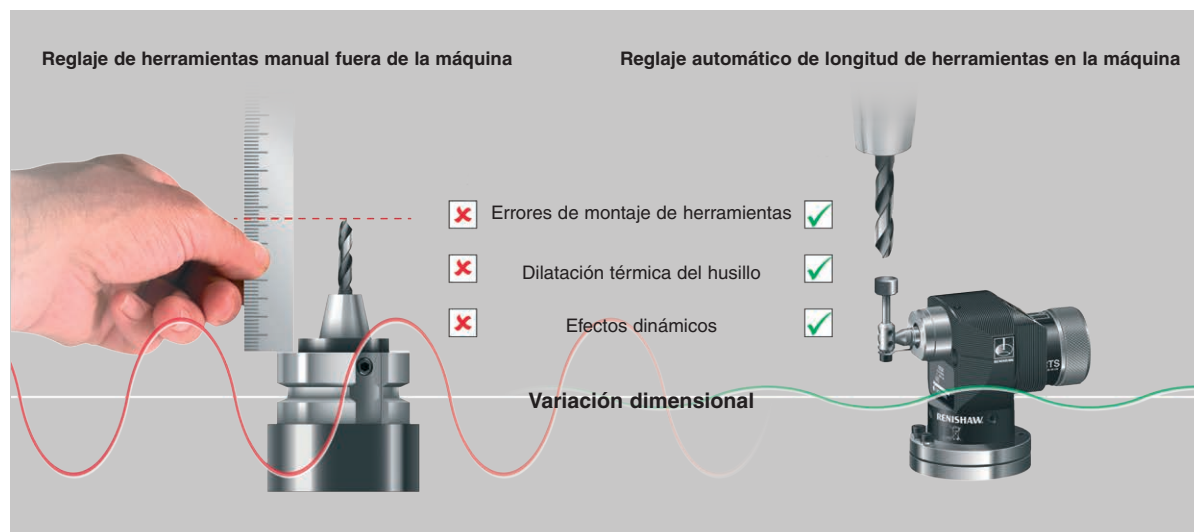 Reglaje de herramientas manual fuera de la máquina
Reglaje automático de longitud de herramientas en la máquina
Errores de montaje de herramientas
Dilatación térmica del husillo
Efectos dinámicos
Variación dimensional
TS
RENISHAW